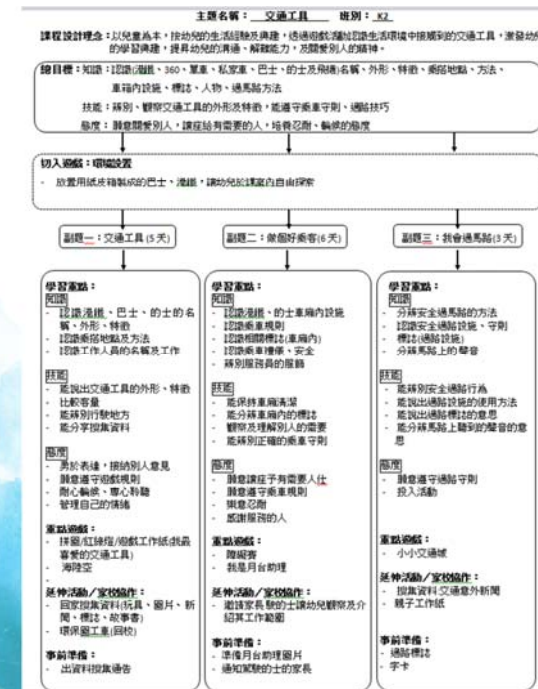 主題名稱： 交通工具 班別： K2
課程設計理念：以兒童為本，按幼兒的生活經驗及興趣，透過遊戲活動認識生活環境中接觸到的交通工具，激發幼兒
的學習興趣，提昇幼兒的溝通、解難能力，及關愛別人的精神。
總目標：知識：認識(港鐵、360、單車、私家車、巴士、的士及飛機)名稱、外形、特徵、乘搭地點、方法、
車箱內設施、標誌、人物、過馬路方法
技能：辨別、觀察交通工具的外形及特徵，能遵守乘車守則、過路技巧
態度：願意關愛別人，讓座給有需要的人，培養忍耐、輪候的態度
切入遊戲：環境設置
- 放置用紙皮箱製成的巴士、港鐵，讓幼兒於課室內自由探索
副題一：交通工具 (5 天)
學習重點：
知識
- 認識港鐵、巴士、的士的名
稱、外形、特徵
- 認識乘搭地點及方法
- 認識工作人員的名稱及工作
技能
- 能說出交通工具的外形、特徵
- 比較容量
- 能辨別行駛地方
- 能分享搜集資料
態度
- 勇於表達，接納別人意見
- 願意遵守遊戲規則
- 耐心輪候、專心聆聽
- 管理自己的情緒
重點遊戲：
- 拼圖/紅綠燈/遊戲工作紙(我最
喜愛的交通工具)
- 海陸空
-
延伸活動/家校協作：
- 回家搜集資料(玩具、圖片、新
聞、標誌、故事書)
- 環保圖工車(回校)
事前準備：
- 出資料搜集通告
副題二：做個好乘客(6 天)
學習重點：
知識
- 認識港鐵、的士車廂內設施
- 認識乘車規則
- 認識相關標誌(車廂內)
- 認識乘車禮儀、安全
- 辨別服務員的服飾
技能
- 能保持車廂清潔
- 能分辨車廂內的標誌
- 觀察及理解別人的需要
- 能辨別正確的乘車守則
態度
- 願意讓座予有需要人仕
- 願意遵守乘車規則
- 樂意忍耐
- 感謝服務的人
重點遊戲：
- 障礙賽
- 我是月台助理
延伸活動/家校協作：
- 邀請家長駛的士讓幼兒觀察及介
紹其工作範圍
事前準備：
- 準備月台助理圖片
- 通知駕駛的士的家長
副題三：我會過馬路(3 天)
學習重點：
知識
- 分辨安全過馬路的方法
- 認識安全過路設施、守則
- 標誌(過路設施)
- 分辨馬路上的聲音
技能
- 能辨別安全過路行為
- 能說出過路設施的使用方法
- 能說出過路標誌的意思
- 能分辨馬路上聽到的聲音的意
思
態度
- 願意遵守過路守則
- 投入活動
重點遊戲：
- 小小交通城
延伸活動/家校協作：
- 搜集資料:交通意外新聞
- 親子工作紙
事前準備：
- 過路標誌
- 字卡